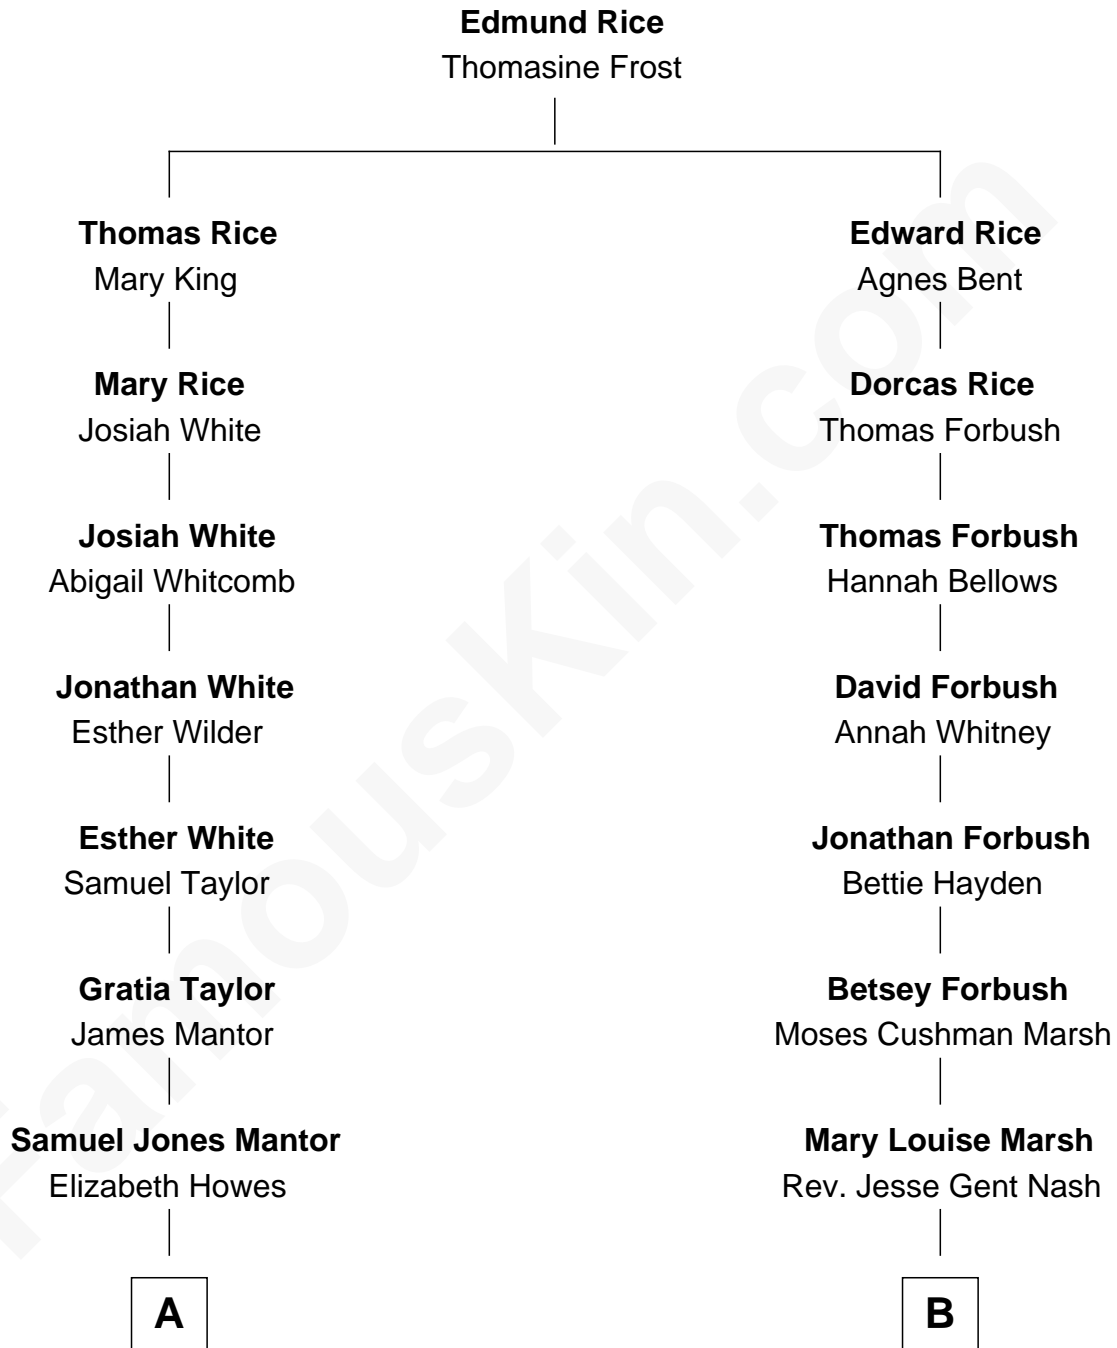 Edmund Rice
Thomasine Frost
Thomas Rice
Mary King
Edward Rice
Agnes Bent
Mary Rice
Josiah White
Dorcas Rice
Thomas Forbush
Josiah White
Abigail Whitcomb
Thomas Forbush
Hannah Bellows
Jonathan White
Esther Wilder
David Forbush
Annah Whitney
Esther White
Samuel Taylor
Jonathan Forbush
Bettie Hayden
Gratia Taylor
James Mantor
Betsey Forbush
Moses Cushman Marsh
Samuel Jones Mantor
Elizabeth Howes
Mary Louise Marsh
Rev. Jesse Gent Nash
A
B
FamousKin.com